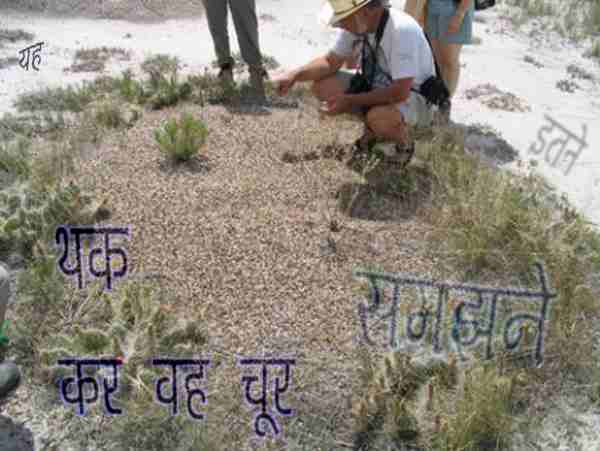 यह
इतने
थक
समझने
कर वह चूर